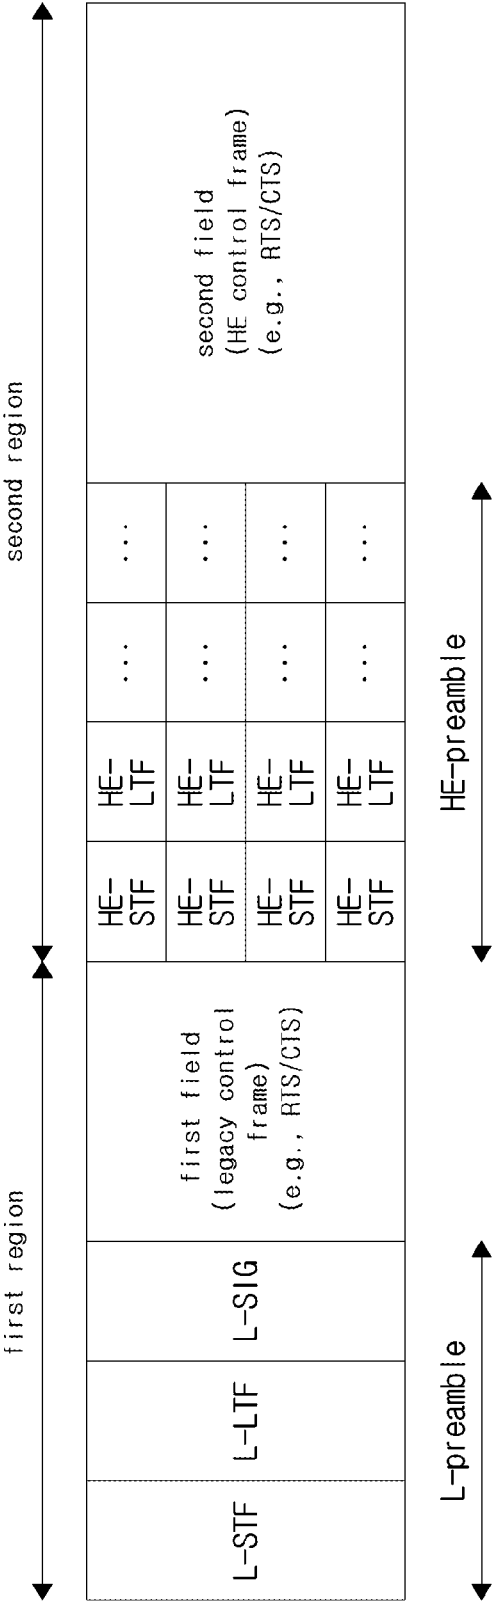 first region
second region
L-STF
L-LTF
L-SIG
first field
(legacy control
frame)
(e.g., RTS/CTS)
HE-
STF
HE-
LTF
...
...
HE-
STF
HE-
LTF
...
...
HE-
STF
HE-
LTF
...
...
HE-
STF
HE-
LTF
...
...
second field
(HE control frame)
(e.g., RTS/CTS)
L-preamble
HE-preamble